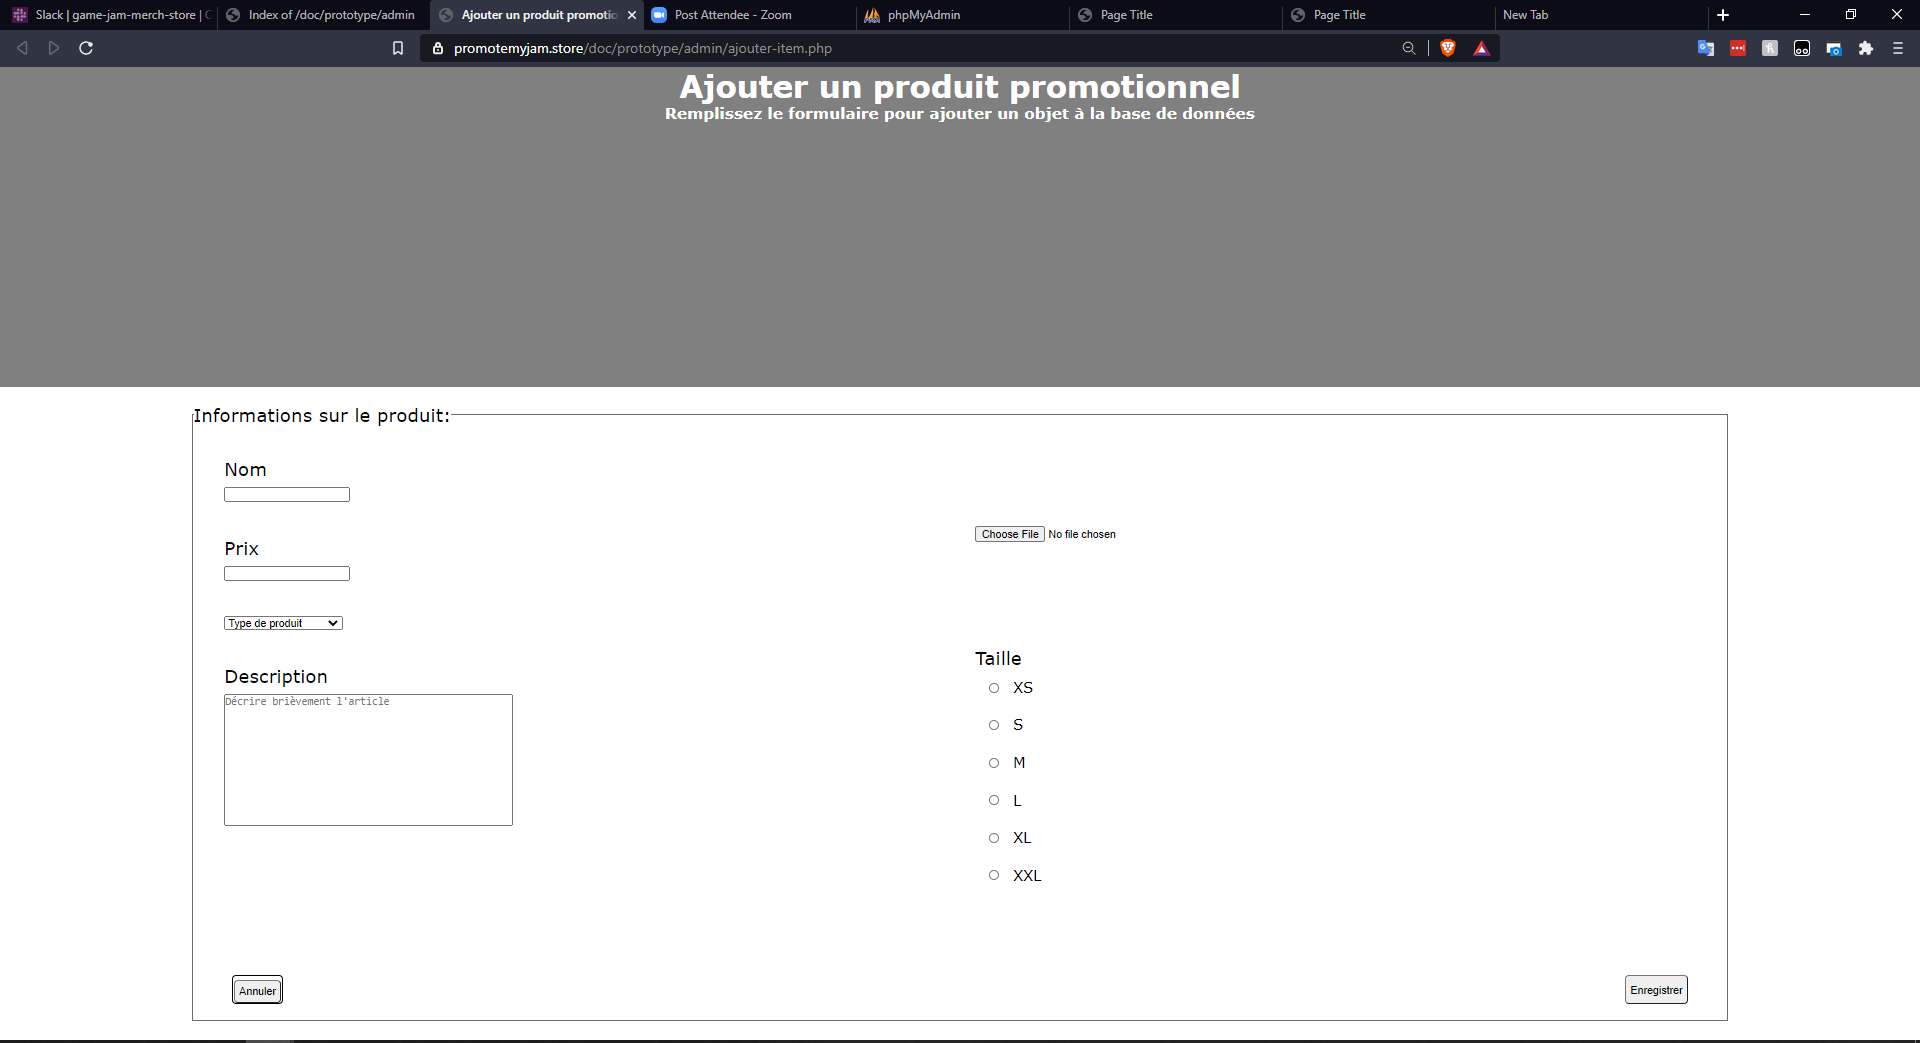 Slack | game-jam-merch-store | C
Index of /doc/prototype/admin
Ajouter un produit promotio
Post Attendee - Zoom
phpMyAdmin
Page Title
Page Title
New Tab
promotemyjam.store/doc/prototype/admin/ajouter-item.php
Ajouter un produit promotionnel
Remplissez le formulaire pour ajouter un objet à la base de données
Informations sur le produit:
Nom
Prix
Type de produit
Description
Décrire brièvement l'article
Choose File No file chosen
Taille
XS
S
M
L
XL
XXL
Annuler
Enregistrer